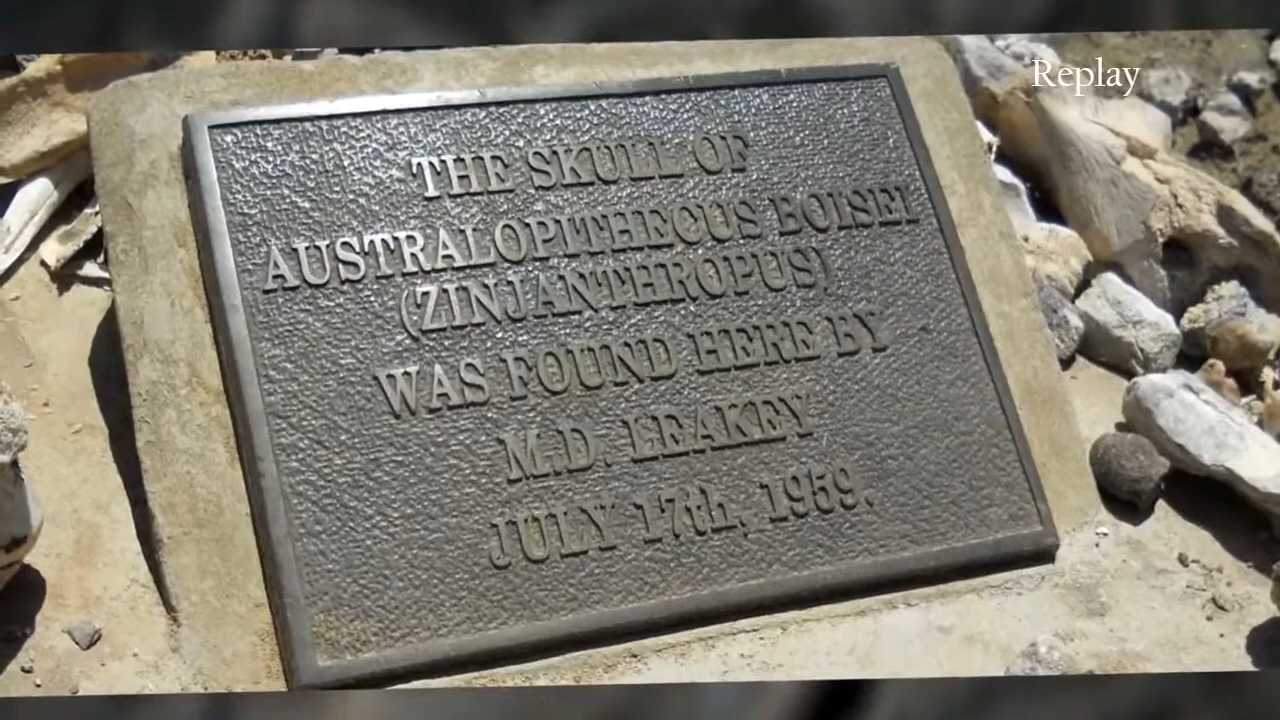 Replay
THE SKULL OF
AUSTRALOPITHECUS BOISEI
(ZINJANTHROPUS)
WAS FOUND HERE BY
M.D. LEAKEY
JULY 17th, 1959.